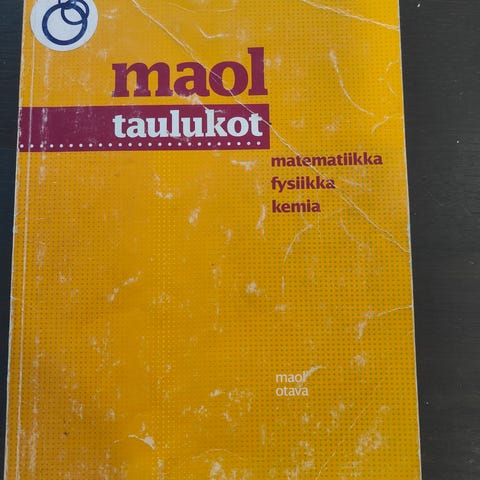 maol
taulukot
matematiikka
fysiikka
kemia
maol
otava